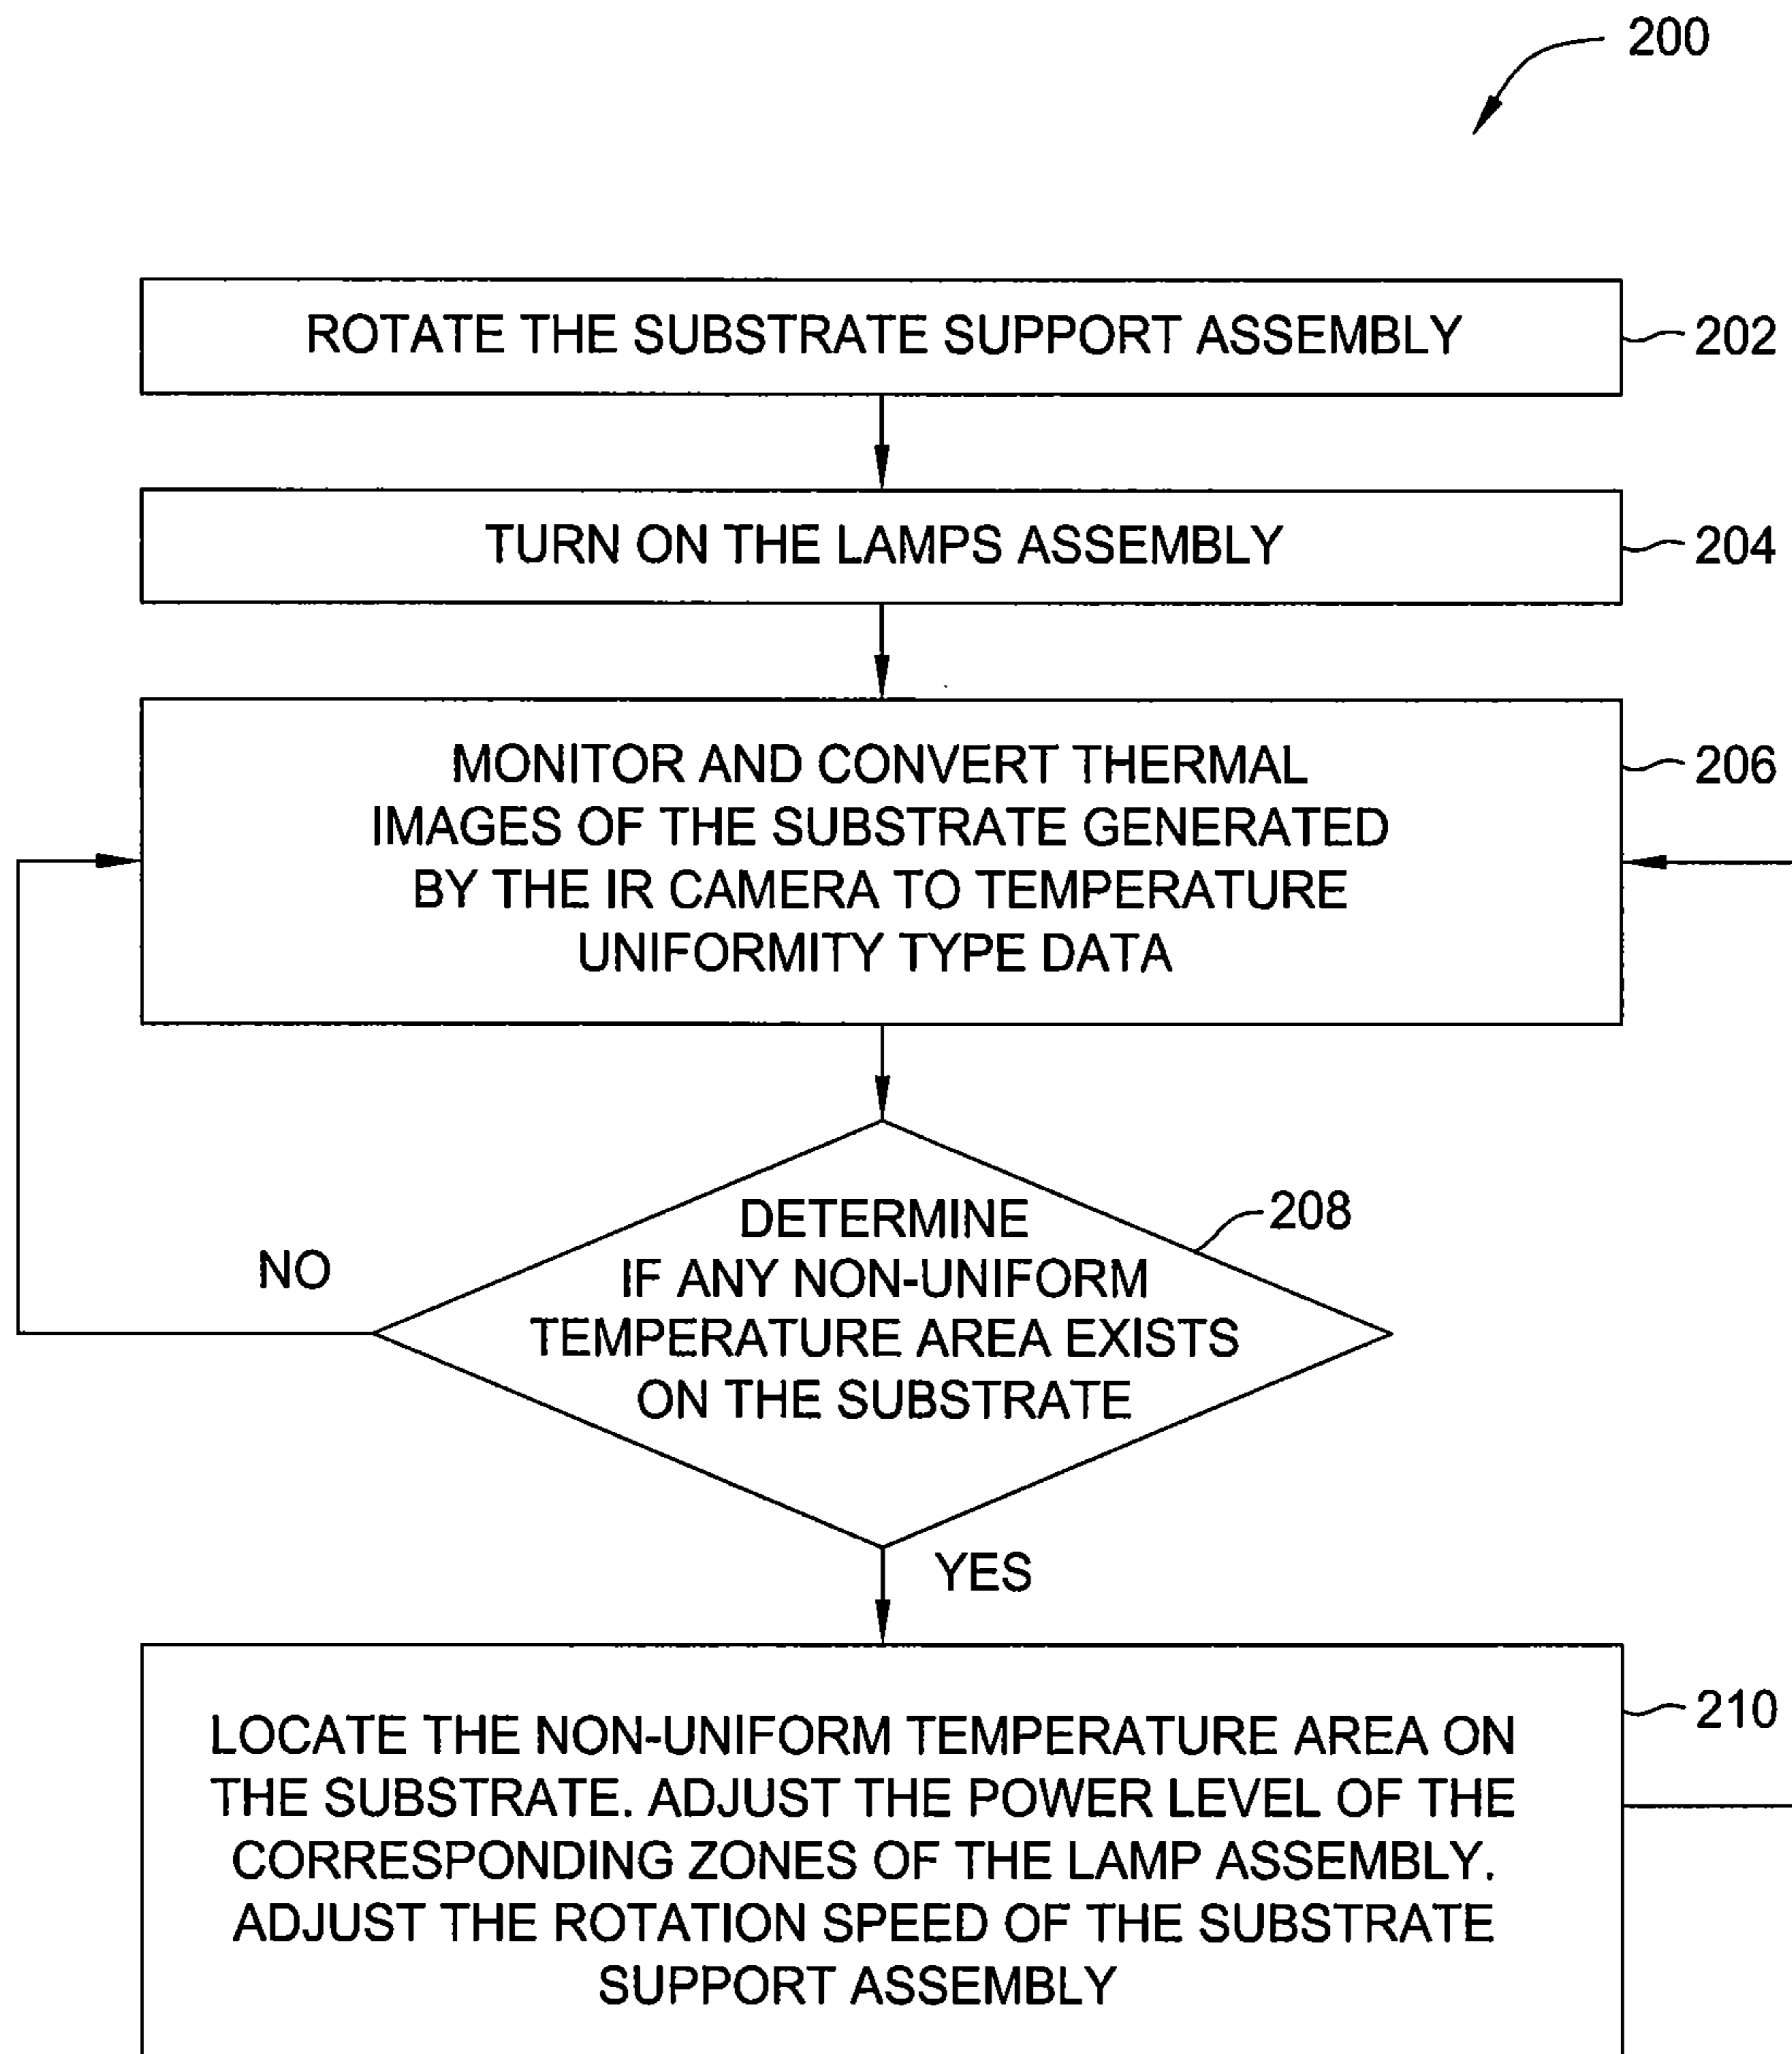 200
ROTATE THE SUBSTRATE SUPPORT ASSEMBLY
202
TURN ON THE LAMPS ASSEMBLY
204
MONITOR AND CONVERT THERMAL
IMAGES OF THE SUBSTRATE GENERATED
BY THE IR CAMERA TO TEMPERATURE
UNIFORMITY TYPE DATA
206
DETERMINE
IF ANY NON-UNIFORM
TEMPERATURE AREA EXISTS
ON THE SUBSTRATE
208
NO
YES
LOCATE THE NON-UNIFORM TEMPERATURE AREA ON
THE SUBSTRATE. ADJUST THE POWER LEVEL OF THE
CORRESPONDING ZONES OF THE LAMP ASSEMBLY.
ADJUST THE ROTATION SPEED OF THE SUBSTRATE
SUPPORT ASSEMBLY
210